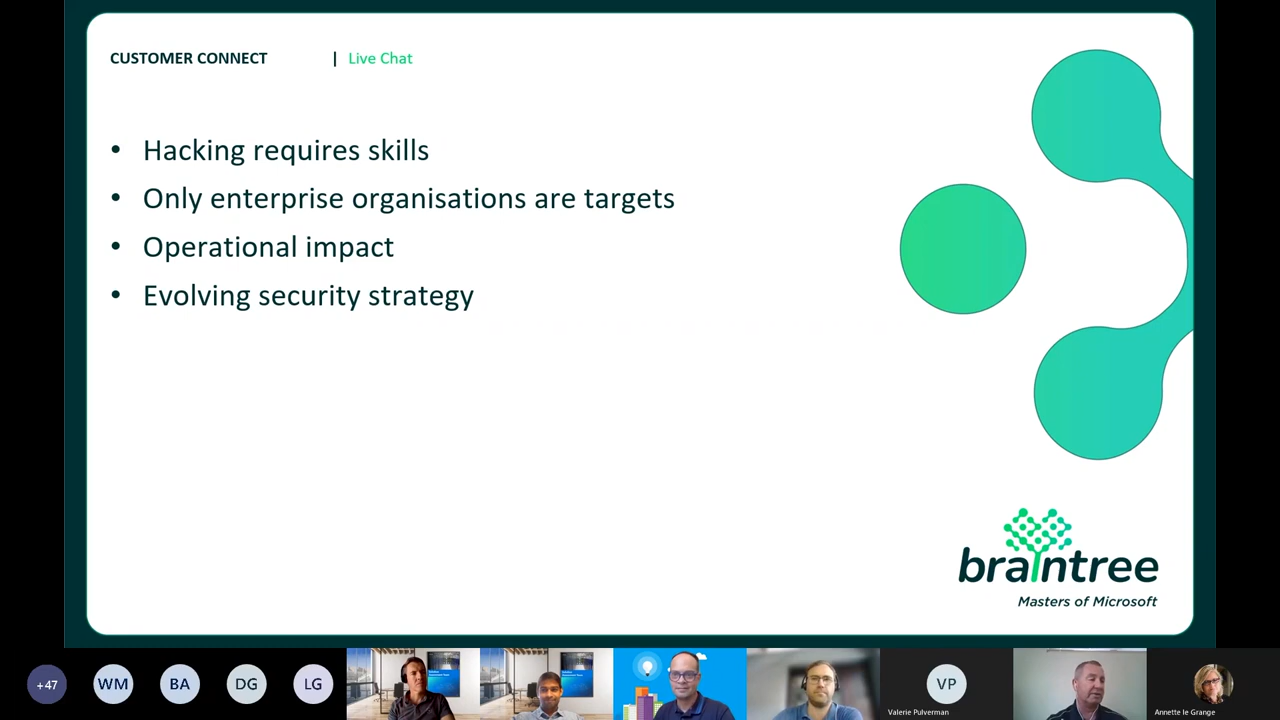 CUSTOMER CONNECT | Live Chat
• Hacking requires skills
• Only enterprise organisations are targets
• Operational impact
• Evolving security strategy
braintree
Masters of Microsoft
+47
WM
BA
DG
LG
VP
Valerie Pulverman
Annette le Grange